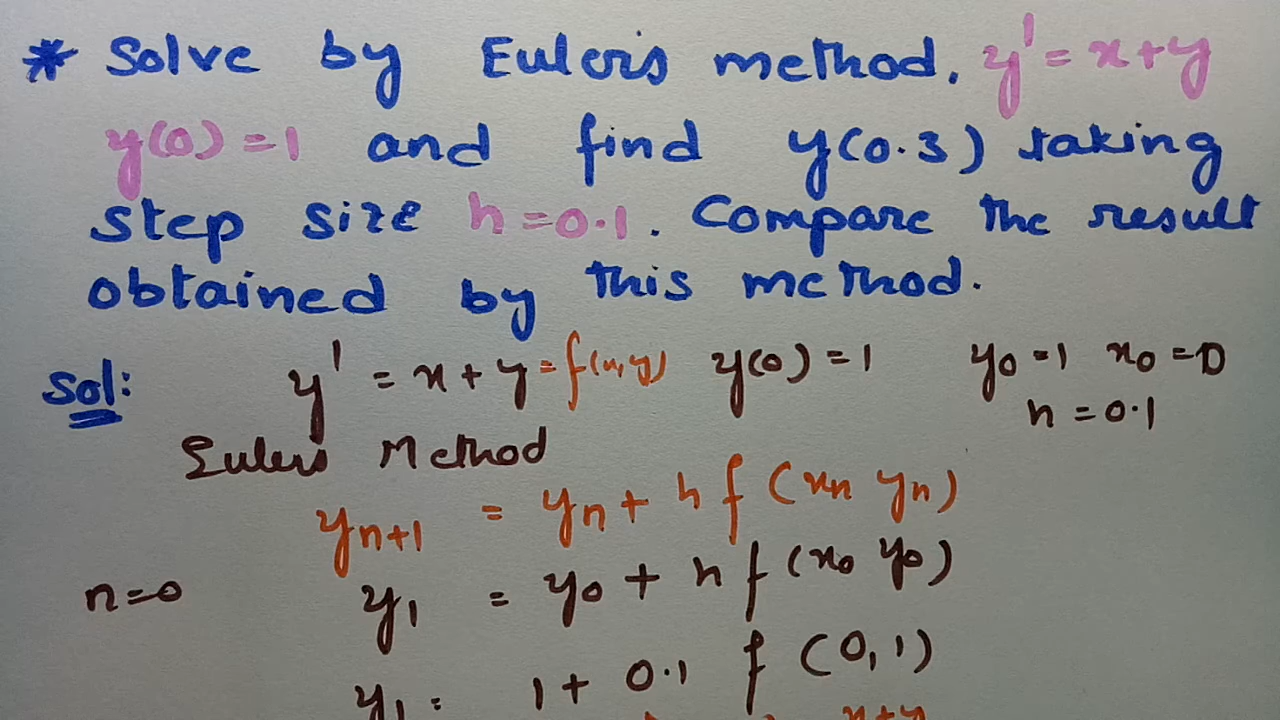 * Solve by Eulers method. y' = x+y
y(0) = 1 and find y(0.3) taking
step size h = 0.1. Compare the result
obtained by this method.
Sol: y' = x + y = f(x,y) y(0) = 1 y0 = 1 x0 = 0
h = 0.1
Eulers Method
yn+1 = yn + h f (xn yn)
n=0 y1 = y0 + h f (x0 y0)
y1 = 1 + 0.1 f (0,1)
x+y